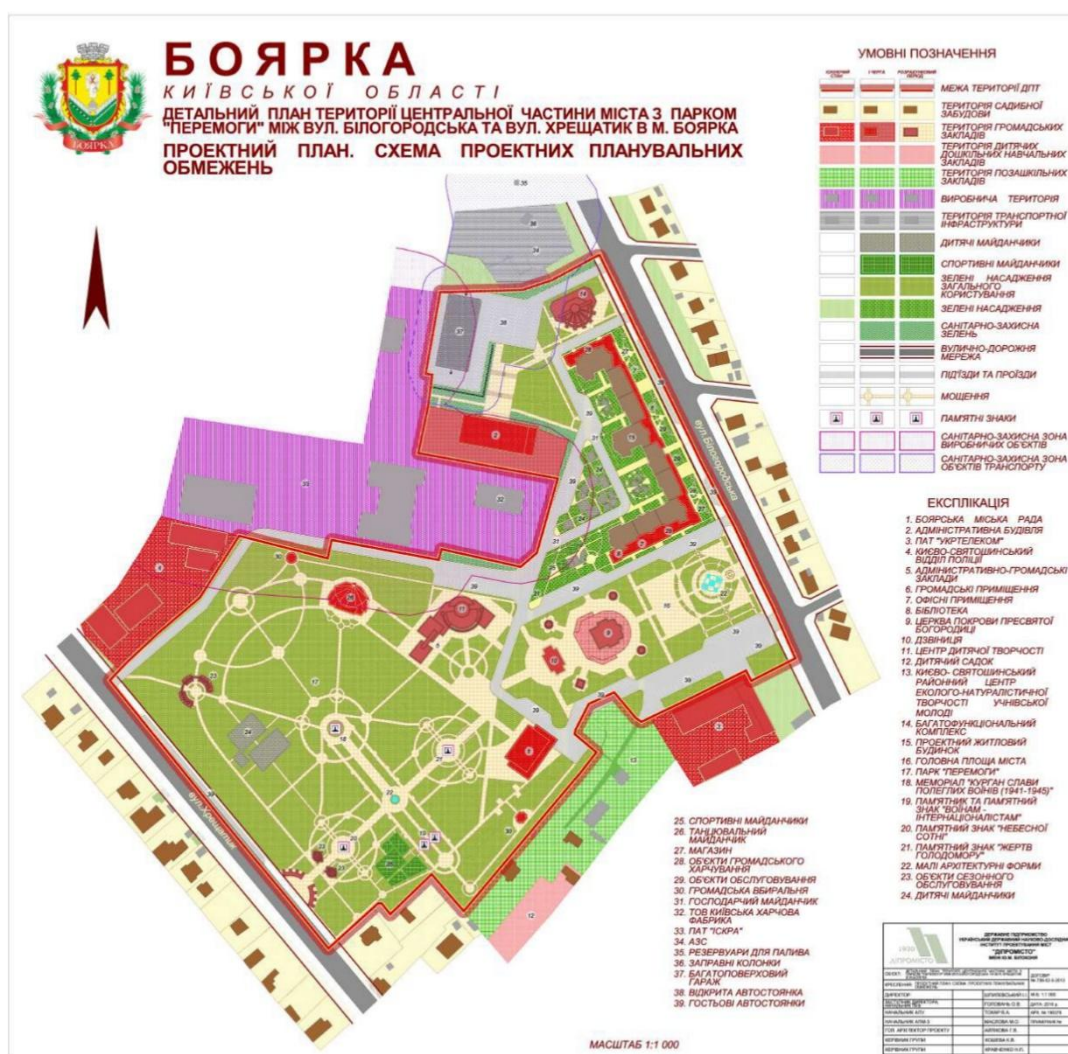 БОЯРКА
КИЇВСЬКОЇ ОБЛАСТІ
ДЕТАЛЬНИЙ ПЛАН ТЕРИТОРІЇ ЦЕНТРАЛЬНОЇ ЧАСТИНИ МІСТА З ПАРКОМ
"ПЕРЕМОГИ" МІЖ ВУЛ. БІЛОГОРОДСЬКА ТА ВУЛ. ХРЕЩАТИК В М. БОЯРКА
ПРОЕКТНИЙ ПЛАН. СХЕМА ПРОЕКТНИХ ПЛАНУВАЛЬНИХ
ОБМЕЖЕНЬ
БОЯРКА
УМОВНІ ПОЗНАЧЕННЯ
МЕЖА ТЕРИТОРІЇ ДПТ
ТЕРИТОРІЯ САДИБНОЇ
ЗАБУДОВИ
ТЕРИТОРІЯ ГРОМАДСЬКИХ
ЗАКЛАДІВ
ТЕРИТОРІЯ ДИТЯЧИХ
ДОШКІЛЬНИХ НАВЧАЛЬНИХ
ЗАКЛАДІВ
ТЕРИТОРІЯ ПОЗАШКІЛЬНИХ
ЗАКЛАДІВ
ВИРОБНИЧА ТЕРИТОРІЯ
ТЕРИТОРІЯ ТРАНСПОРТНОЇ
ІНФРАСТРУКТУРИ
ДИТЯЧІ МАЙДАНЧИКИ
СПОРТИВНІ МАЙДАНЧИКИ
ЗЕЛЕНІ НАСАДЖЕННЯ
ЗАГАЛЬНОГО
КОРИСТУВАННЯ
ЗЕЛЕНІ НАСАДЖЕННЯ
САНІТАРНО-ЗАХИСНА
ЗЕЛЕНЬ
ВУЛИЧНО-ДОРОЖНЯ
МЕРЕЖА
ПІД'ЇЗДИ ТА ПРОЇЗДИ
МОЩЕННЯ
ПАМ'ЯТНІ ЗНАКИ
САНІТАРНО-ЗАХИСНА ЗОНА
ВИРОБНИЧИХ ОБ'ЄКТІВ
САНІТАРНО-ЗАХИСНА ЗОНА
ОБ'ЄКТІВ ТРАНСПОРТУ
вул.Білогородська
вул.Хрещатик
ЕКСПЛІКАЦІЯ
1. БОЯРСЬКА МІСЬКА РАДА
2. АДМІНІСТРАТИВНА БУДІВЛЯ
3. ПАТ "УКРТЕЛЕКОМ"
4. КИЄВО-СВЯТОШИНСЬКИЙ
ВІДДІЛ ПОЛІЦІЇ
5. АДМІНІСТРАТИВНО-ГРОМАДСЬКІ
ЗАКЛАДИ
6. ГРОМАДСЬКІ ПРИМІЩЕННЯ
7. ОФІСНІ ПРИМІЩЕННЯ
8. БІБЛІОТЕКА
9. ЦЕРКВА ПОКРОВИ ПРЕСВЯТОЇ
БОГОРОДИЦІ
10. ДЗВІНИЦЯ
11. ЦЕНТР ДИТЯЧОЇ ТВОРЧОСТІ
12. ДИТЯЧИЙ САДОК
13. КИЄВО- СВЯТОШИНСЬКИЙ
РАЙОННИЙ ЦЕНТР
ЕКОЛОГО-НАТУРАЛІСТИЧНОЇ
ТВОРЧОСТІ УЧНІВСЬКОЇ
МОЛОДІ
14. БАГАТОФУНКЦІОНАЛЬНИЙ
КОМПЛЕКС
15. ПРОЕКТНИЙ ЖИТЛОВИЙ
БУДИНОК
16. ГОЛОВНА ПЛОЩА МІСТА
17. ПАРК "ПЕРЕМОГИ"
18. МЕМОРІАЛ "КУРГАН СЛАВИ
ПОЛЕГЛИХ ВОЇНІВ (1941-1945)"
19. ПАМ'ЯТНИК ТА ПАМ'ЯТНИЙ
ЗНАК "ВОЇНАМ -
ІНТЕРНАЦІОНАЛІСТАМ"
20. ПАМ'ЯТНИЙ ЗНАК "НЕБЕСНОЇ
СОТНІ"
21. ПАМ'ЯТНИЙ ЗНАК "ЖЕРТВ
ГОЛОДОМОРУ"
22. МАЛІ АРХІТЕКТУРНІ ФОРМИ
23. ОБ'ЄКТИ СЕЗОННОГО
ОБСЛУГОВУВАННЯ
24. ДИТЯЧІ МАЙДАНЧИКИ
25. СПОРТИВНІ МАЙДАНЧИКИ
26. ТАНЦЮВАЛЬНИЙ
МАЙДАНЧИК
27. МАГАЗИН
28. ОБ'ЄКТИ ГРОМАДСЬКОГО
ХАРЧУВАННЯ
29. ОБ'ЄКТИ ОБСЛУГОВУВАННЯ
30. ГРОМАДСЬКА ВБИРАЛЬНЯ
31. ГОСПОДАРЧИЙ МАЙДАНЧИК
32. ТОВ КИЇВСЬКА ХАРЧОВА
ФАБРИКА
33. ПАТ "ІСКРА"
34. АЗС
35. РЕЗЕРВУАРИ ДЛЯ ПАЛИВА
36. ЗАПРАВНІ КОЛОНКИ
37. БАГАТОПОВЕРХОВИЙ
ГАРАЖ
38. ВІДКРИТА АВТОСТОЯНКА
39. ГОСТЬОВІ АВТОСТОЯНКИ
МАСШТАБ 1:1 000
"ДІПРОМІСТО"